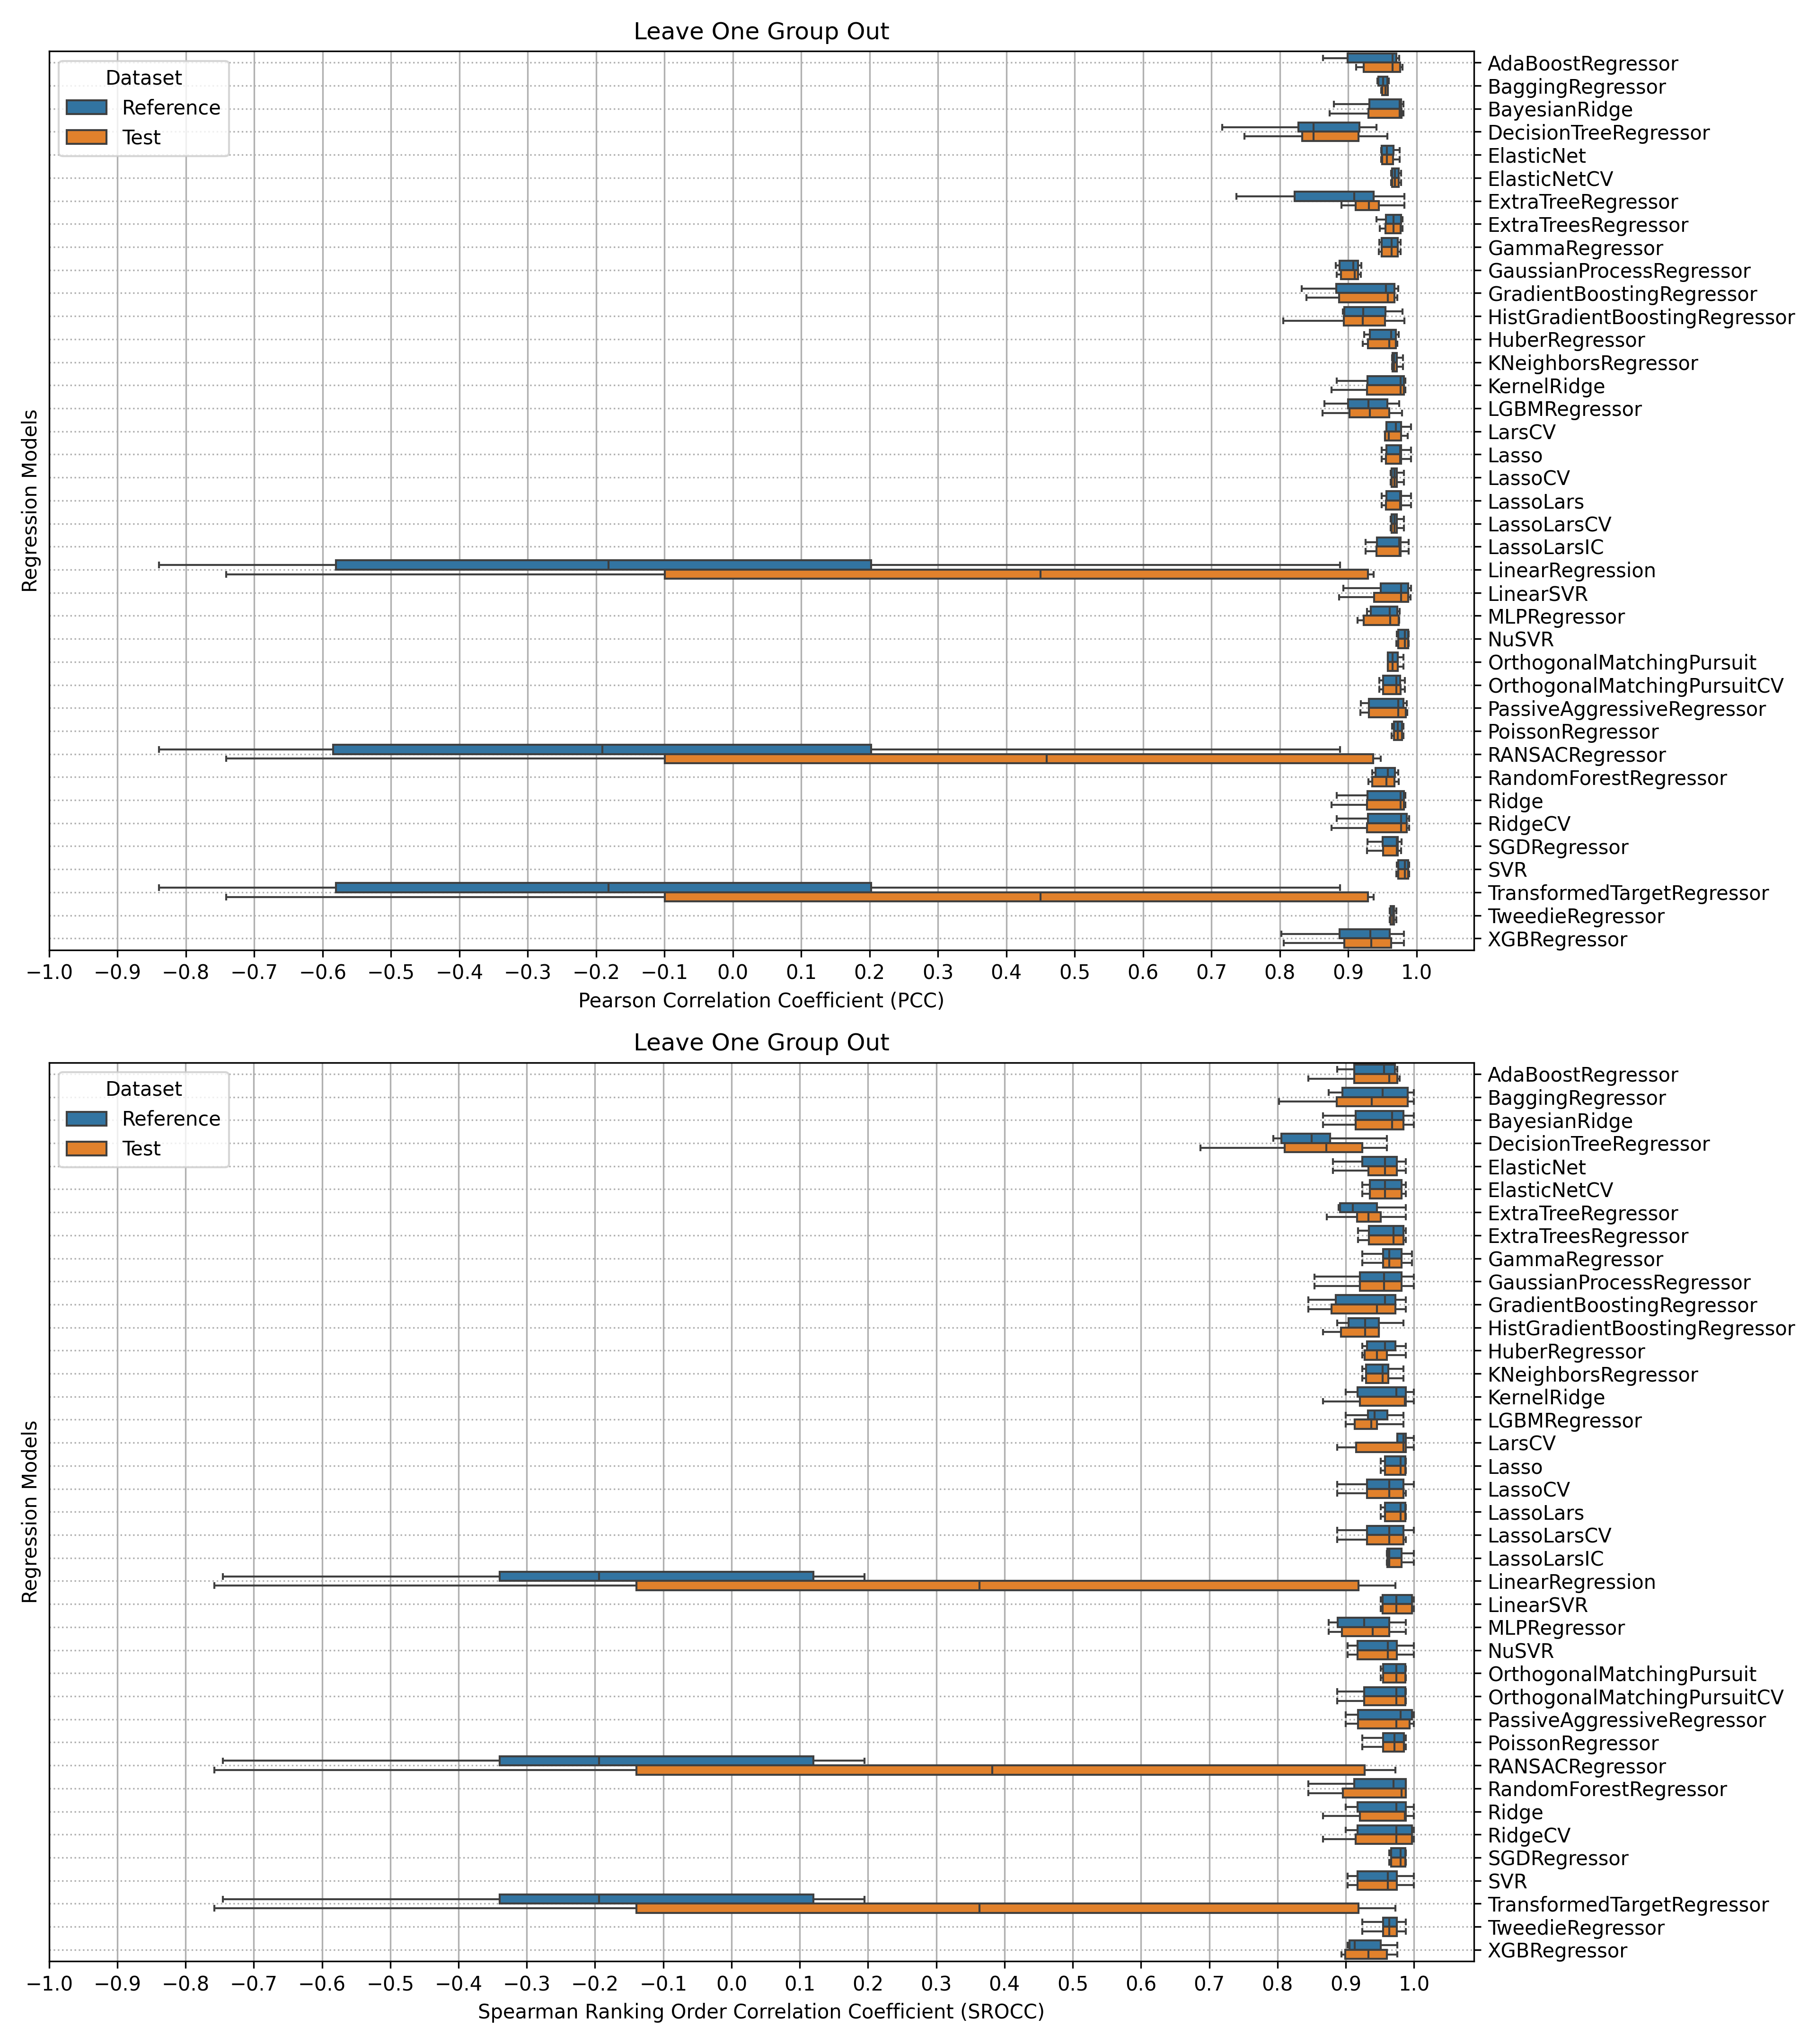 Leave One Group Out
Dataset
Reference
Test
Regression Models
AdaBoostRegressor
BaggingRegressor
BayesianRidge
DecisionTreeRegressor
ElasticNet
ElasticNetCV
ExtraTreeRegressor
ExtraTreesRegressor
GammaRegressor
GaussianProcessRegressor
GradientBoostingRegressor
HistGradientBoostingRegressor
HuberRegressor
KNeighborsRegressor
KernelRidge
LGBMRegressor
LarsCV
Lasso
LassoCV
LassoLars
LassoLarsCV
LassoLarsIC
LinearRegression
LinearSVR
MLPRegressor
NuSVR
OrthogonalMatchingPursuit
OrthogonalMatchingPursuitCV
PassiveAggressiveRegressor
PoissonRegressor
RANSACRegressor
RandomForestRegressor
Ridge
RidgeCV
SGDRegressor
SVR
TransformedTargetRegressor
TweedieRegressor
XGBRegressor
−1.0 −0.9 −0.8 −0.7 −0.6 −0.5 −0.4 −0.3 −0.2 −0.1 0.0 0.1 0.2 0.3 0.4 0.5 0.6 0.7 0.8 0.9 1.0
Pearson Correlation Coefficient (PCC)
Leave One Group Out
Dataset
Reference
Test
Regression Models
AdaBoostRegressor
BaggingRegressor
BayesianRidge
DecisionTreeRegressor
ElasticNet
ElasticNetCV
ExtraTreeRegressor
ExtraTreesRegressor
GammaRegressor
GaussianProcessRegressor
GradientBoostingRegressor
HistGradientBoostingRegressor
HuberRegressor
KNeighborsRegressor
KernelRidge
LGBMRegressor
LarsCV
Lasso
LassoCV
LassoLars
LassoLarsCV
LassoLarsIC
LinearRegression
LinearSVR
MLPRegressor
NuSVR
OrthogonalMatchingPursuit
OrthogonalMatchingPursuitCV
PassiveAggressiveRegressor
PoissonRegressor
RANSACRegressor
RandomForestRegressor
Ridge
RidgeCV
SGDRegressor
SVR
TransformedTargetRegressor
TweedieRegressor
XGBRegressor
−1.0 −0.9 −0.8 −0.7 −0.6 −0.5 −0.4 −0.3 −0.2 −0.1 0.0 0.1 0.2 0.3 0.4 0.5 0.6 0.7 0.8 0.9 1.0
Spearman Ranking Order Correlation Coefficient (SROCC)